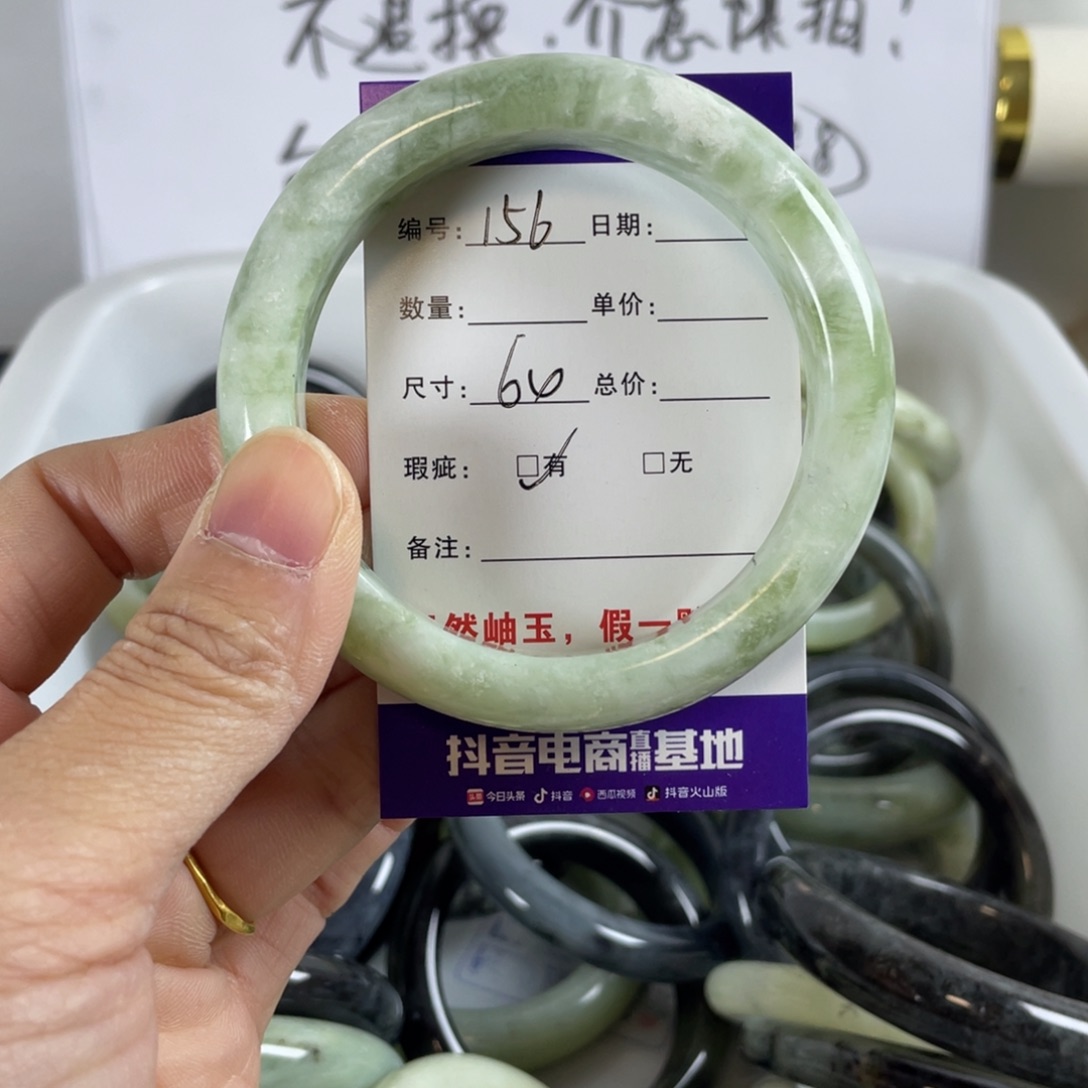 不退换.介意慎拍!
编号: 156 日期:
数量: 单价:
尺寸: 60 总价:
瑕疵: □有 □无
备注:
然岫玉，假一
抖音电商直播基地
头条 今日头条 抖音 西瓜视频 抖音火山版